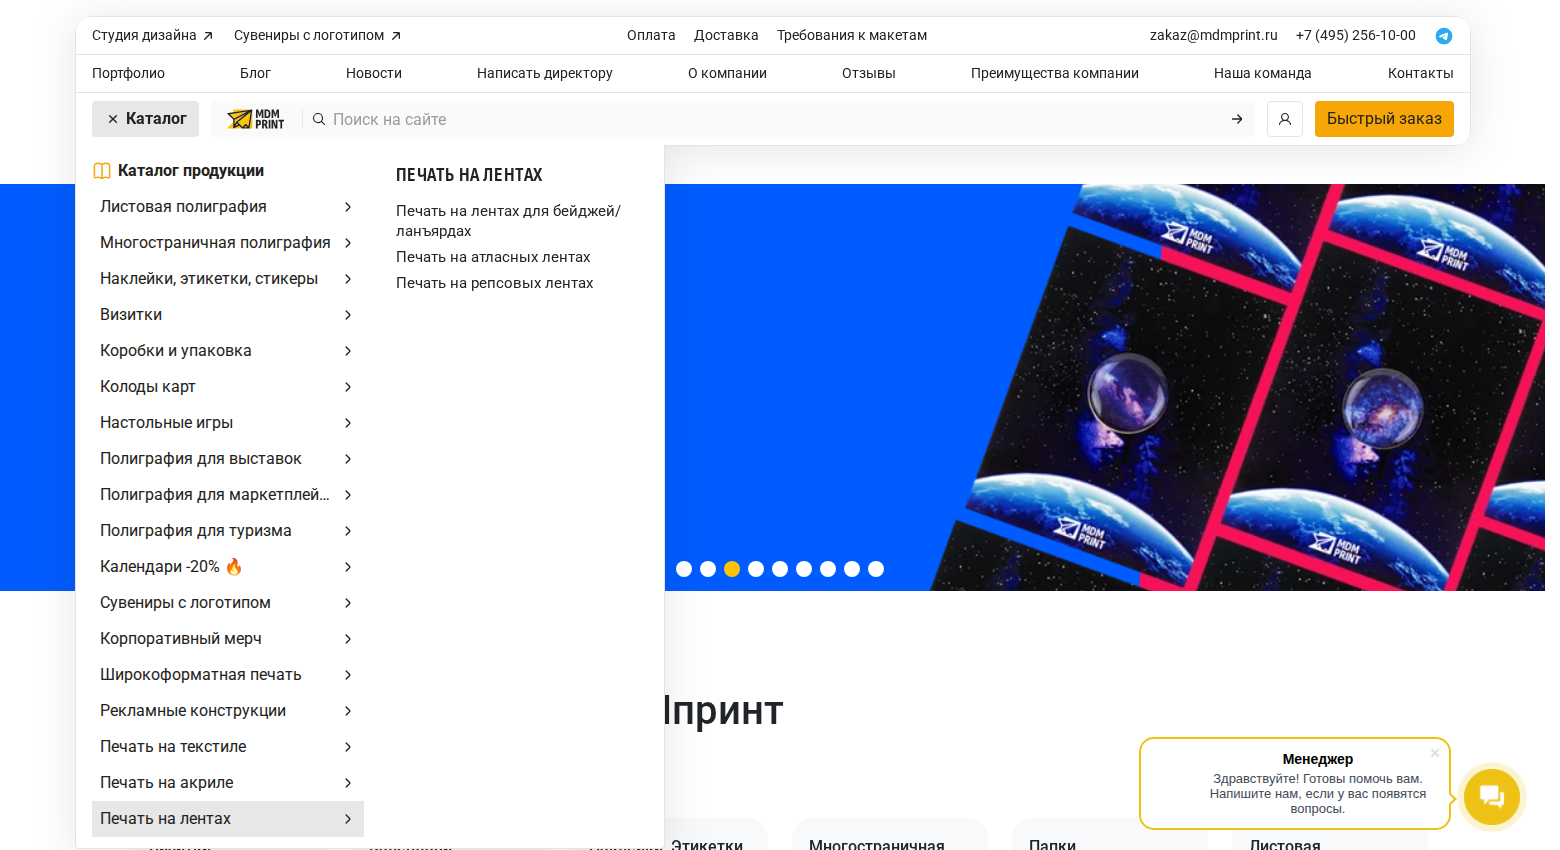 Студия дизайна
Сувениры с логотипом
Оплата
Доставка
Требования к макетам
zakaz@mdmprint.ru
+7 (495) 256-10-00
Портфолио
Блог
Новости
Написать директору
О компании
Отзывы
Преимущества компании
Наша команда
Контакты
Каталог
MDM
PRINT
Поиск на сайте
Быстрый заказ
Каталог продукции
Листовая полиграфия
Многостраничная полиграфия
Наклейки, этикетки, стикеры
Визитки
Коробки и упаковка
Колоды карт
Настольные игры
Полиграфия для выставок
Полиграфия для маркетплей...
Полиграфия для туризма
Календари -20% 🔥
Сувениры с логотипом
Корпоративный мерч
Широкоформатная печать
Рекламные конструкции
Печать на текстиле
Печать на акриле
Печать на лентах
ПЕЧАТЬ НА ЛЕНТАХ
Печать на лентах для бейджей/
ланъярдах
Печать на атласных лентах
Печать на репсовых лентах
MDM
PRINT
MDM
PRINT
MDM
PRINT
MDM
PRINT
принт
Менеджер
Здравствуйте! Готовы помочь вам.
Напишите нам, если у вас появятся
вопросы.
Этикетки
Многостраничная
Папки
Листовая